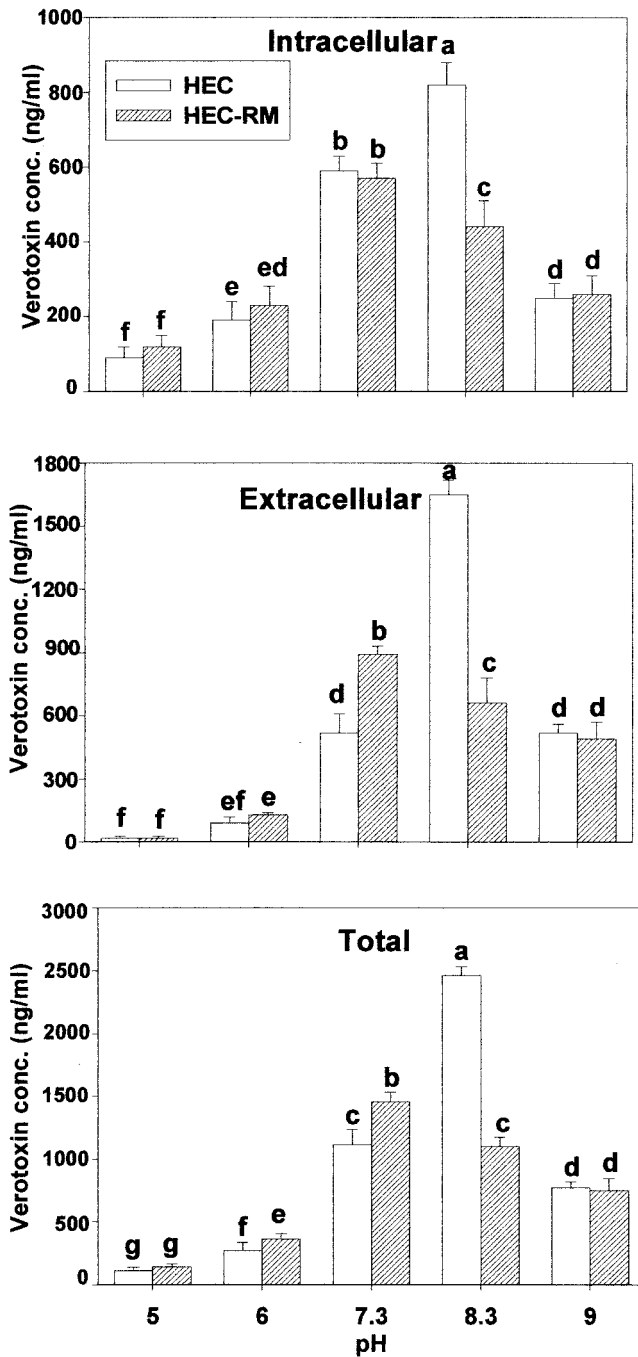 Intracellular
HEC
HEC-RM
Verotoxin conc. (ng/ml)
1000
800
600
400
200
0
f f e ed b b a c d d
Extracellular
Verotoxin conc. (ng/ml)
1800
1500
1200
900
600
300
0
f f ef e d b a c d d
Total
Verotoxin conc. (ng/ml)
3000
2500
2000
1500
1000
500
0
g g f e c b a c d d
5 6 7.3 8.3 9
pH